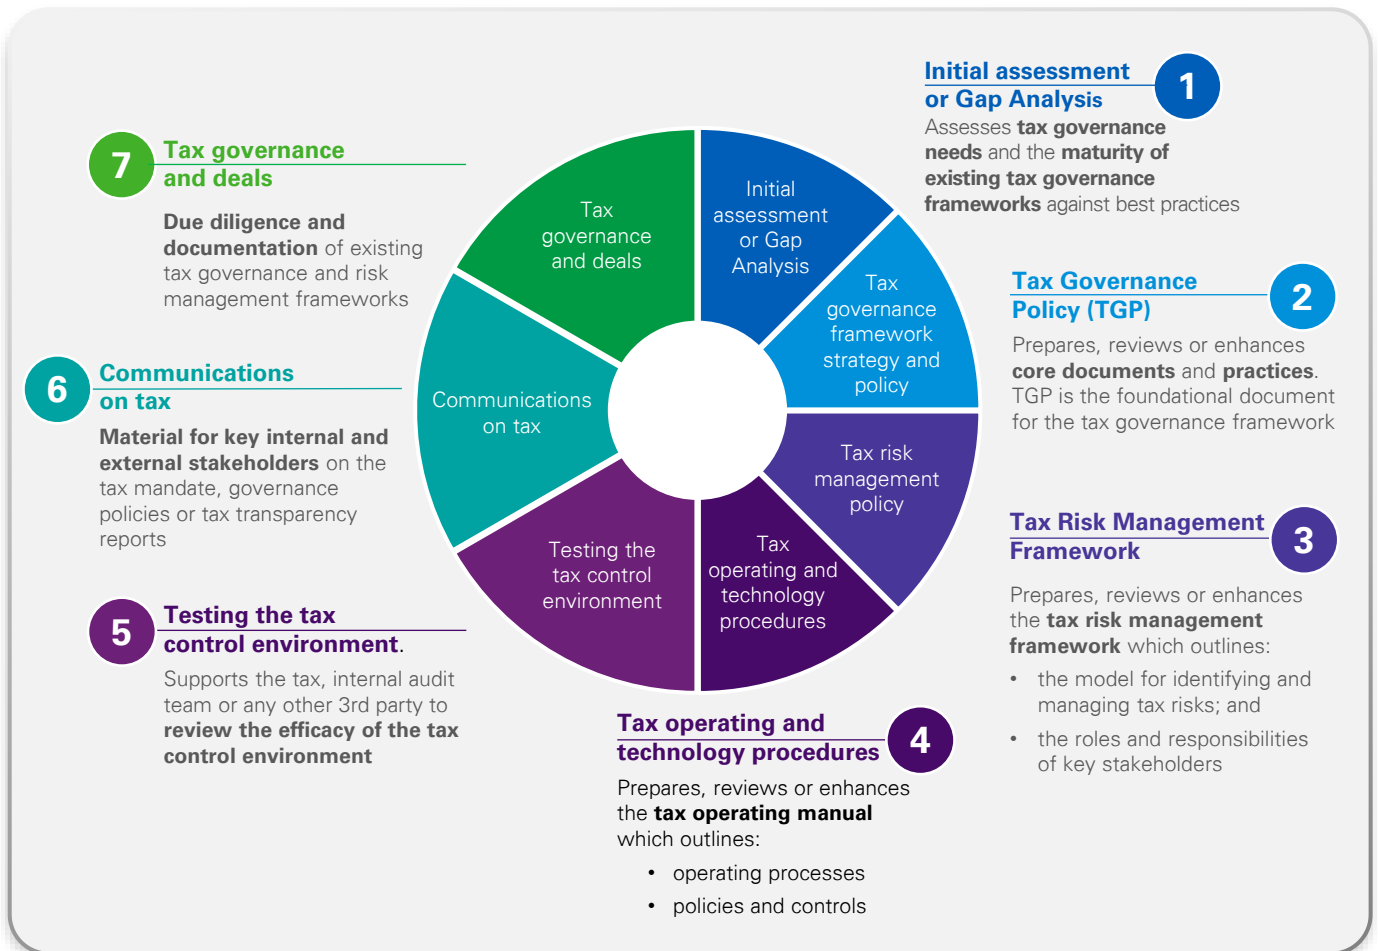 1
Initial assessment
or Gap Analysis
Assesses tax governance
needs and the maturity of
existing tax governance
frameworks against best practices
2
Tax Governance
Policy (TGP)
Prepares, reviews or enhances
core documents and practices.
TGP is the foundational document
for the tax governance framework
3
Tax Risk Management
Framework
Prepares, reviews or enhances
the tax risk management
framework which outlines:
• the model for identifying and
managing tax risks; and
• the roles and responsibilities
of key stakeholders
4
Tax operating and
technology procedures
Prepares, reviews or enhances
the tax operating manual
which outlines:
• operating processes
• policies and controls
5
Testing the tax
control environment.
Supports the tax, internal audit
team or any other 3rd party to
review the efficacy of the tax
control environment
6
Communications
on tax
Material for key internal and
external stakeholders on the
tax mandate, governance
policies or tax transparency
reports
7
Tax governance
and deals
Due diligence and
documentation of existing
tax governance and risk
management frameworks
Initial
assessment
or Gap
Analysis
Tax
governance
framework
strategy and
policy
Tax risk
management
policy
Tax
operating and
technology
procedures
Testing the
tax control
environment
Communications
on tax
Tax
governance
and deals